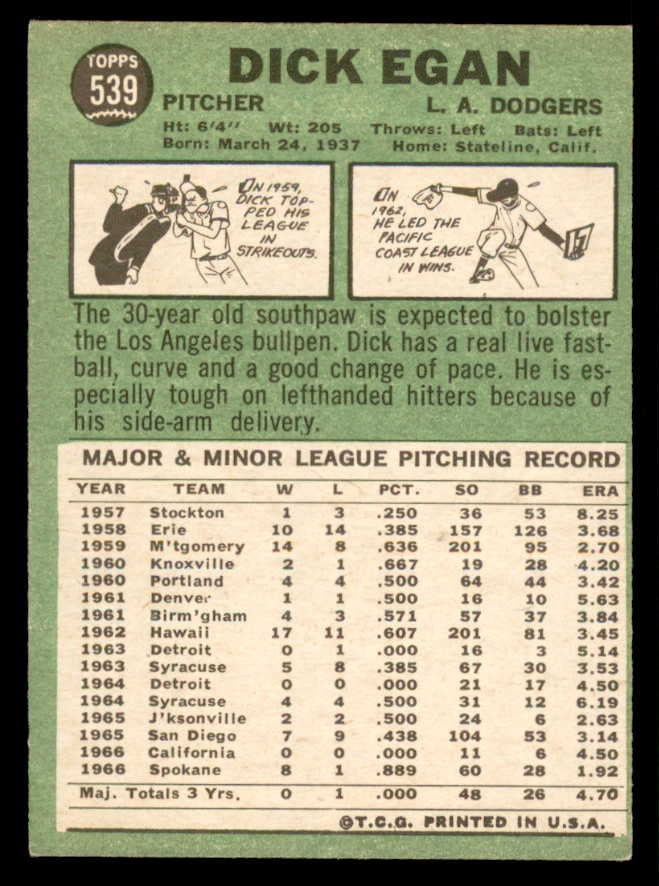 TOPPS
539
DICK EGAN
PITCHER L. A. DODGERS
Ht: 6'4" Wt: 205 Throws: Left Bats: Left
Born: March 24, 1937 Home: Stateline, Calif.
ON 1959,
DICK TOP-
PED HIS
LEAGUE
IN
STRIKEOUTS.
ON
1962,
HE LED THE
PACIFIC
COAST LEAGUE
IN WINS.
17
The 30-year old southpaw is expected to bolster
the Los Angeles bullpen. Dick has a real live fast-
ball, curve and a good change of pace. He is es-
pecially tough on lefthanded hitters because of
his side-arm delivery.
MAJOR & MINOR LEAGUE PITCHING RECORD
YEAR TEAM W L PCT. SO BB ERA
1957 Stockton 1 3 .250 36 53 8.25
1958 Erie 10 14 .385 157 126 3.68
1959 M'tgomery 14 8 .636 201 95 2.70
1960 Knoxville 2 1 .667 19 28 4.20
1960 Portland 4 4 .500 64 44 3.42
1961 Denver 1 1 .500 16 10 5.63
1961 Birm'gham 4 3 .571 57 37 3.84
1962 Hawaii 17 11 .607 201 81 3.45
1963 Detroit 0 1 .000 16 3 5.14
1963 Syracuse 5 8 .385 67 30 3.53
1964 Detroit 0 0 .000 21 17 4.50
1964 Syracuse 4 4 .500 31 12 6.19
1965 J'ksonville 2 2 .500 24 6 2.63
1965 San Diego 7 9 .438 104 53 3.14
1966 California 0 0 .000 11 6 4.50
1966 Spokane 8 1 .889 60 28 1.92
Maj. Totals 3 Yrs. 0 1 .000 48 26 4.70
©T.C.G. PRINTED IN U.S.A.